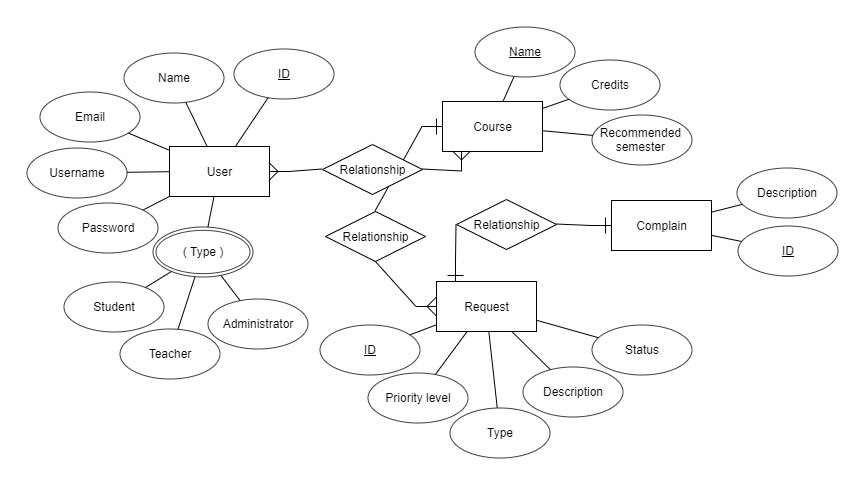 Name
Name
ID
Credits
Email
Course
Recommended
semester
User
Relationship
Username
Description
Password
Relationship
Complain
Relationship
( Type )
ID
Student
Request
Administrator
Teacher
ID
Status
Priority level
Description
Type